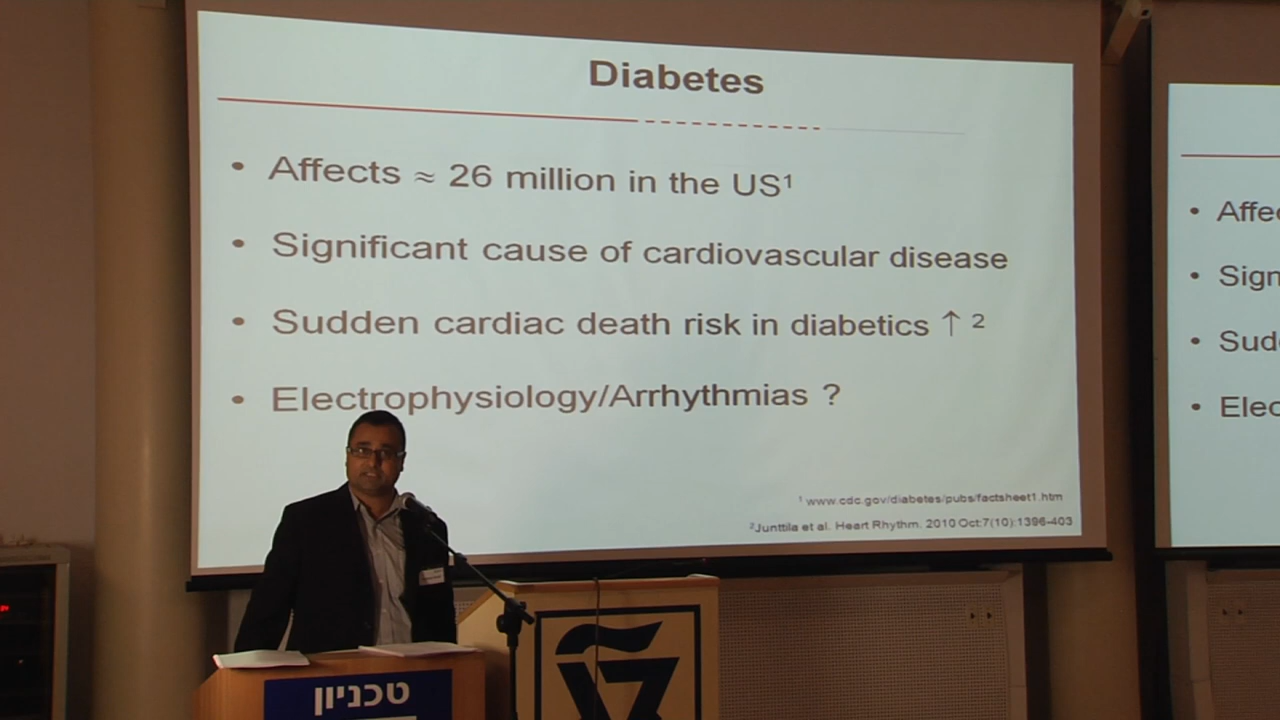 Diabetes
• Affects ≈ 26 million in the US¹
• Significant cause of cardiovascular disease
• Sudden cardiac death risk in diabetics ↑ ²
• Electrophysiology/Arrhythmias ?
¹ www.cdc.gov/diabetes/pubs/factsheet1.htm
²Junttila et al. Heart Rhythm. 2010 Oct;7(10):1396-403
• Affe
• Sign
• Sud
• Elec
טכניון